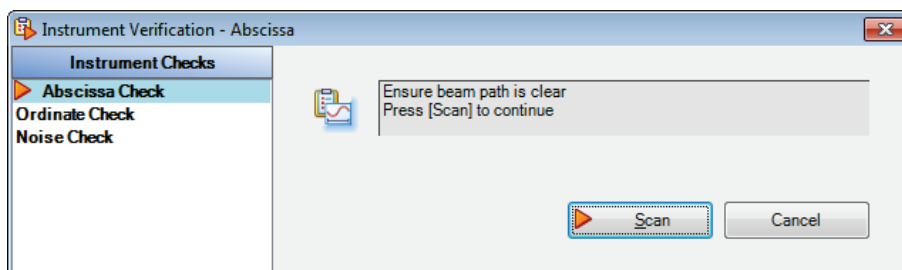 Instrument Verification - Abscissa
Instrument Checks
Abscissa Check
Ordinate Check
Noise Check
Ensure beam path is clear
Press [Scan] to continue
Scan
Cancel